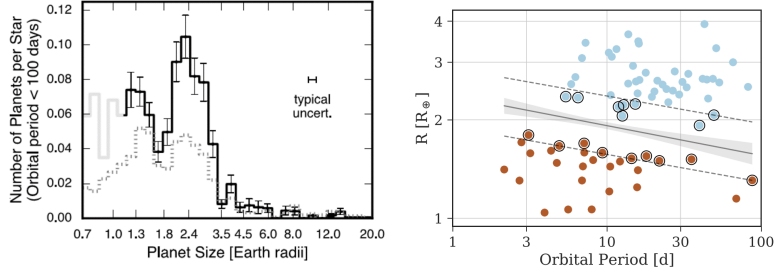 Number of Planets per Star
(Orbital period < 100 days)
0.12
0.10
0.08
0.06
0.04
0.02
0.00
typical
uncert.
0.7 1.0 1.3 1.8 2.4 3.5 4.5 6.0 8.0 12.0 20.0
Planet Size [Earth radii]
R [R⊕]
4
3
2
1
1 3 10 30 100
Orbital Period [d]